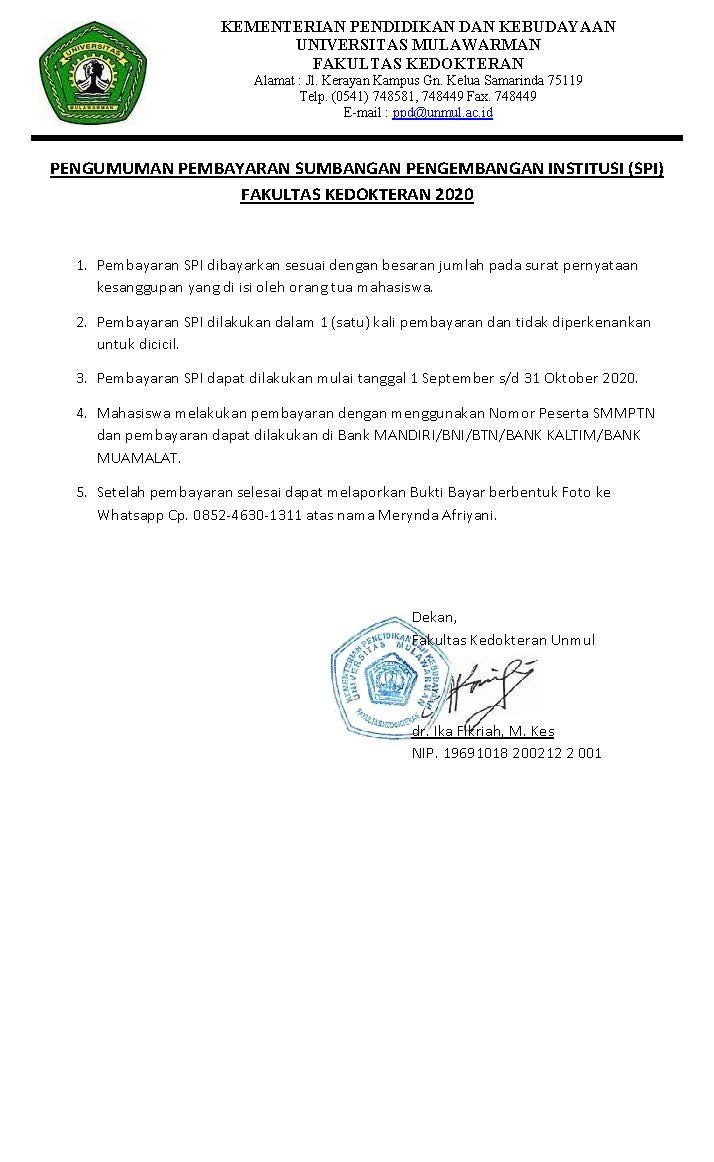 UNIVERSITAS
MULAWARMAN
KEMENTERIAN PENDIDIKAN DAN KEBUDAYAAN
UNIVERSITAS MULAWARMAN
FAKULTAS KEDOKTERAN
Alamat : Jl. Kerayan Kampus Gn. Kelua Samarinda 75119
Telp. (0541) 748581, 748449 Fax. 748449
E-mail : ppd@unmul.ac.id
PENGUMUMAN PEMBAYARAN SUMBANGAN PENGEMBANGAN INSTITUSI (SPI)
FAKULTAS KEDOKTERAN 2020
1. Pembayaran SPI dibayarkan sesuai dengan besaran jumlah pada surat pernyataan
kesanggupan yang di isi oleh orang tua mahasiswa.
2. Pembayaran SPI dilakukan dalam 1 (satu) kali pembayaran dan tidak diperkenankan
untuk dicicil.
3. Pembayaran SPI dapat dilakukan mulai tanggal 1 September s/d 31 Oktober 2020.
4. Mahasiswa melakukan pembayaran dengan menggunakan Nomor Peserta SMMPTN
dan pembayaran dapat dilakukan di Bank MANDIRI/BNI/BTN/BANK KALTIM/BANK
MUAMALAT.
5. Setelah pembayaran selesai dapat melaporkan Bukti Bayar berbentuk Foto ke
Whatsapp Cp. 0852-4630-1311 atas nama Merynda Afriyani.
Dekan,
Fakultas Kedokteran Unmul
KEMENTERIAN PENDIDIKAN DAN KEBUDAYAAN
UNIVERSITAS MULAWARMAN
FAKULTAS KEDOKTERAN
dr. Ika Fikriah, M. Kes
NIP. 19691018 200212 2 001